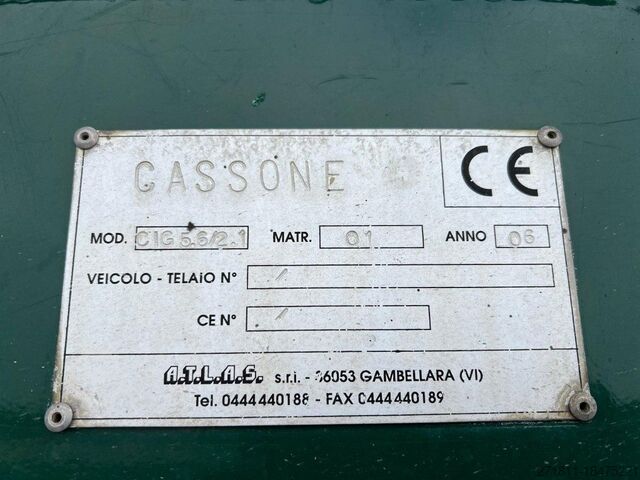 CASSONE
CE
MOD. CIG 5.6/2.1 MATR. 01 ANNO 06
VEICOLO - TELAIO N° /
CE N° /
A.T.L.A.S. s.r.l. - 36053 GAMBELLARA (VI)
Tel. 0444440188 - FAX 0444440189